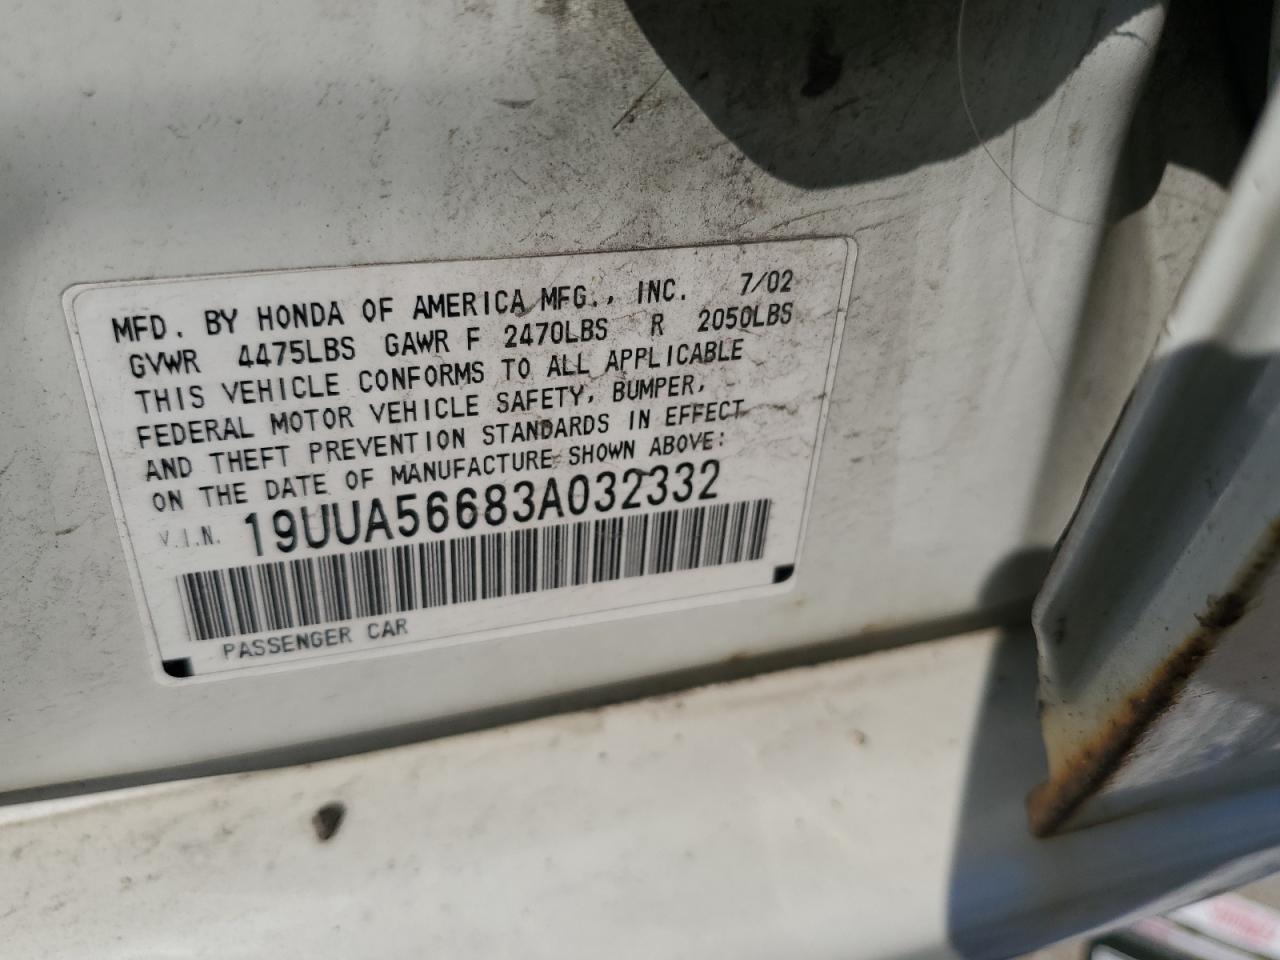 MFD. BY HONDA OF AMERICA MFG., INC. 7/02
GVWR 4475LBS GAWR F 2470LBS R 2050LBS
THIS VEHICLE CONFORMS TO ALL APPLICABLE
FEDERAL MOTOR VEHICLE SAFETY, BUMPER,
AND THEFT PREVENTION STANDARDS IN EFFECT
ON THE DATE OF MANUFACTURE SHOWN ABOVE:
V.I.N. 19UUA56683A032332
PASSENGER CAR